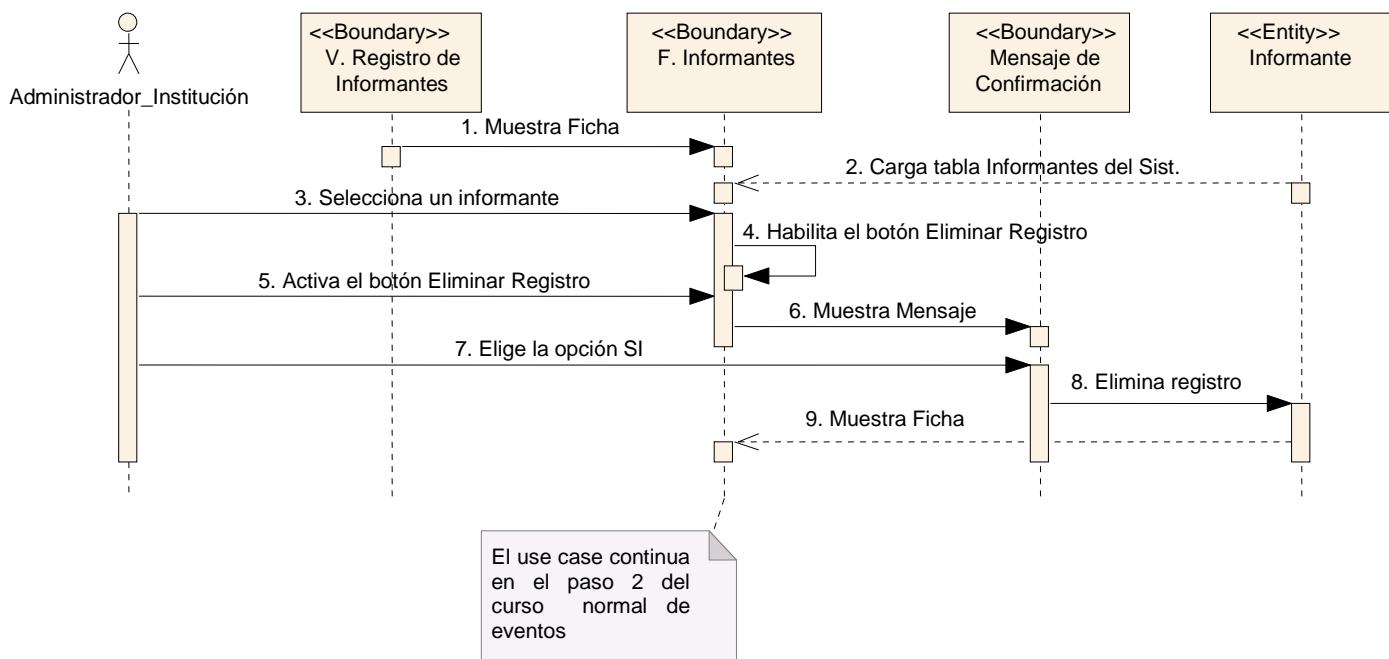 <<Boundary>>
V. Registro de
Informantes
<<Boundary>>
F. Informantes
<<Boundary>>
Mensaje de
Confirmación
<<Entity>>
Informante
Administrador_Institución
1. Muestra Ficha
2. Carga tabla Informantes del Sist.
3. Selecciona un informante
4. Habilita el botón Eliminar Registro
5. Activa el botón Eliminar Registro
6. Muestra Mensaje
7. Elige la opción SI
8. Elimina registro
9. Muestra Ficha
El use case continua
en el paso 2 del
curso normal de
eventos